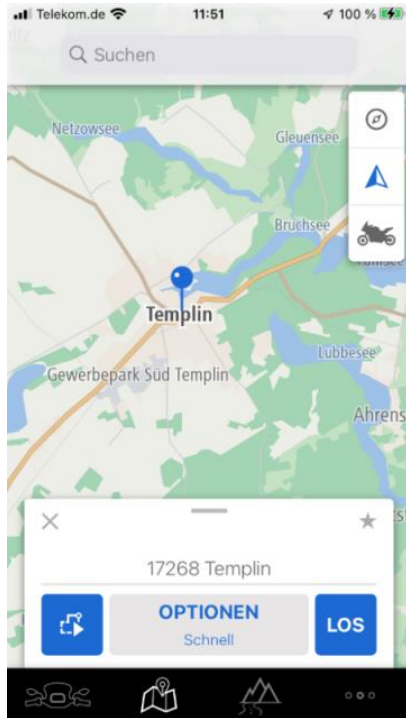 Telekom.de 11:51 100 %
Suchen
Netzowsee
Gleuensee
Bruchsee
Templin
Lübbesee
Gewerbepark Süd Templin
Ahrens
17268 Templin
OPTIONEN
Schnell
LOS